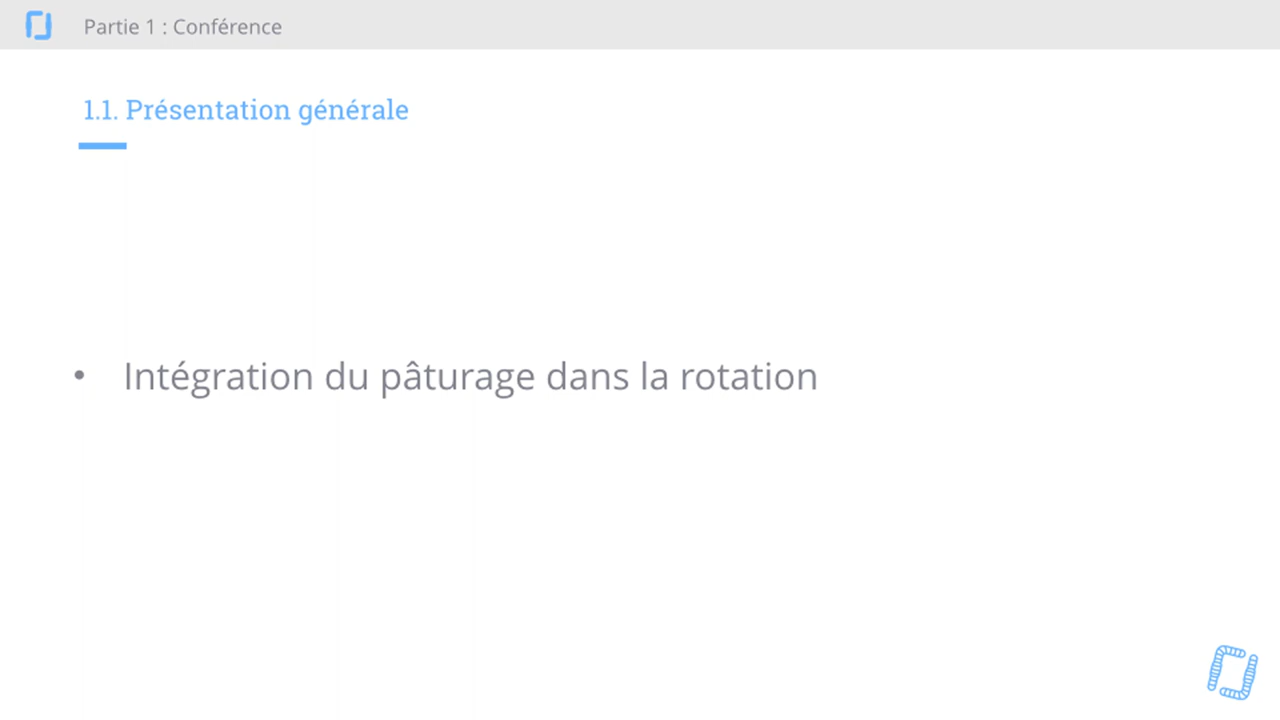 Partie 1 : Conférence
1.1. Présentation générale
• Intégration du pâturage dans la rotation